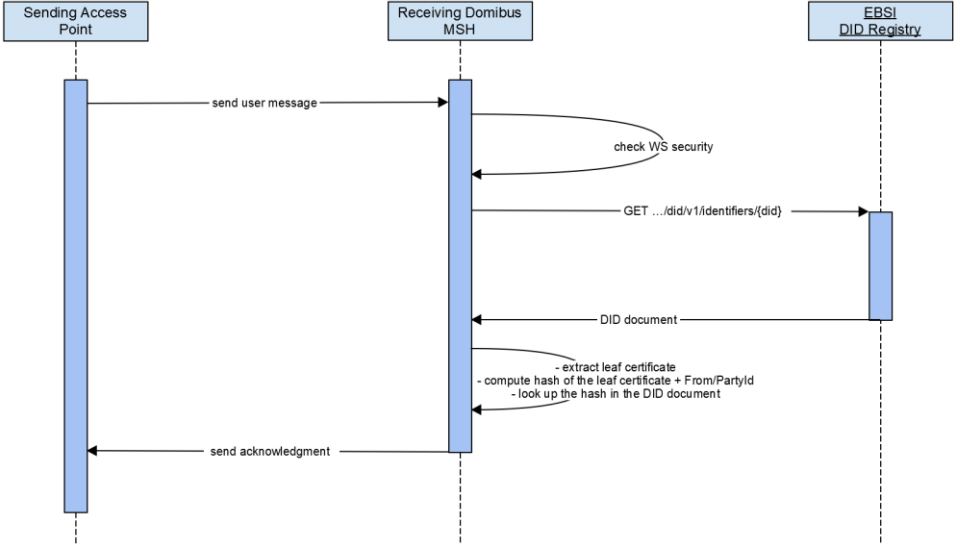 Sending Access
Point
Receiving Domibus
MSH
EBSI
DID Registry
send user message
check WS security
GET …/did/v1/identifiers/{did}
DID document
- extract leaf certificate
- compute hash of the leaf certificate + From/PartyId
- look up the hash in the DID document
send acknowledgment